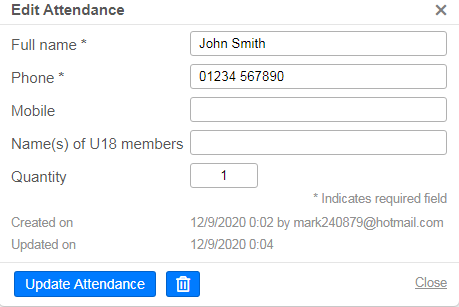 Edit Attendance
Full name * John Smith
Phone * 01234 567890
Mobile
Name(s) of U18 members
Quantity 1
* Indicates required field
Created on 12/9/2020 0:02 by mark240879@hotmail.com
Updated on 12/9/2020 0:04
Update Attendance Close